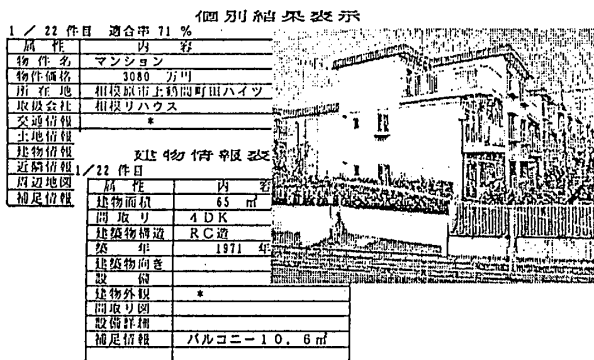 個別結果表示
1 / 22 件目 適合率 71 %
属 性 内 容
物 件 名 マンション
物件価格 3080 万円
所 在 地 相模原市上鶴間町田ハイツ
取扱会社 相模リハウス
交通情報 *
土地情報
建物情報
近隣情報
周辺地図
補足情報
建物情報表
1/22 件目
属 性 内 容
建物面積 65 ㎡
間 取 り 4DK
建築物構造 RC造
築 年 1971 年
建築物向き
設 備
建物外観 *
間取り図
設備詳細
補足情報 バルコニー10.6㎡